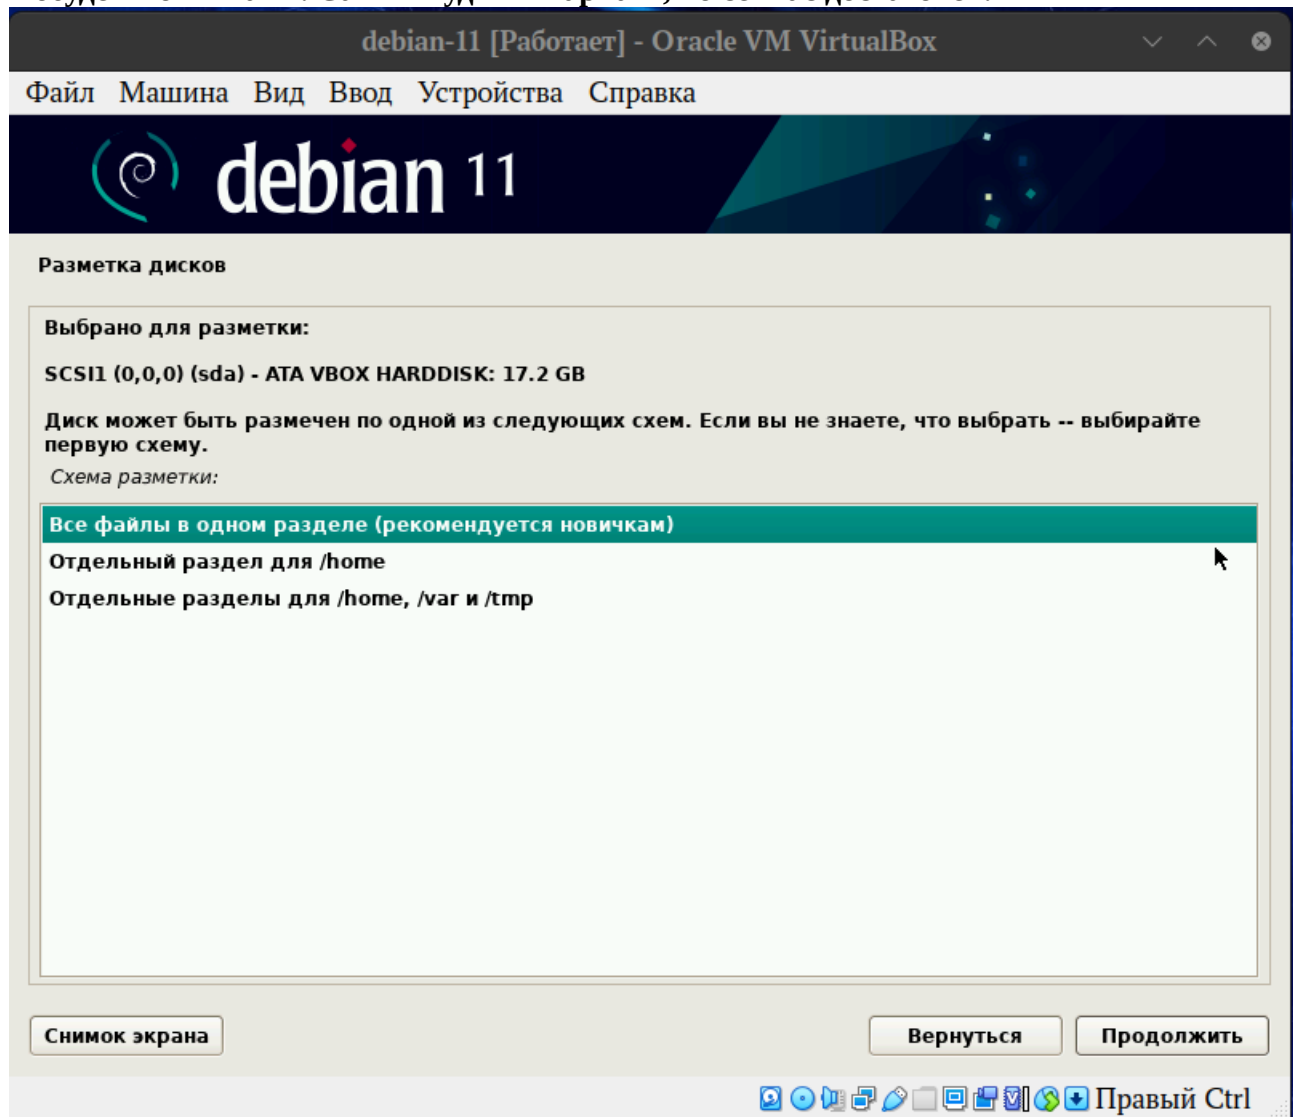 debian-11 [Работает] - Oracle VM VirtualBox
Файл Машина Вид Ввод Устройства Справка
debian 11
Разметка дисков
Выбрано для разметки:
SCSI1 (0,0,0) (sda) - ATA VBOX HARDDISK: 17.2 GB
Диск может быть размечен по одной из следующих схем. Если вы не знаете, что выбрать -- выбирайте
первую схему.
Схема разметки:
Все файлы в одном разделе (рекомендуется новичкам)
Отдельный раздел для /home
Отдельные разделы для /home, /var и /tmp
Снимок экрана
Вернуться
Продолжить
Правый Ctrl